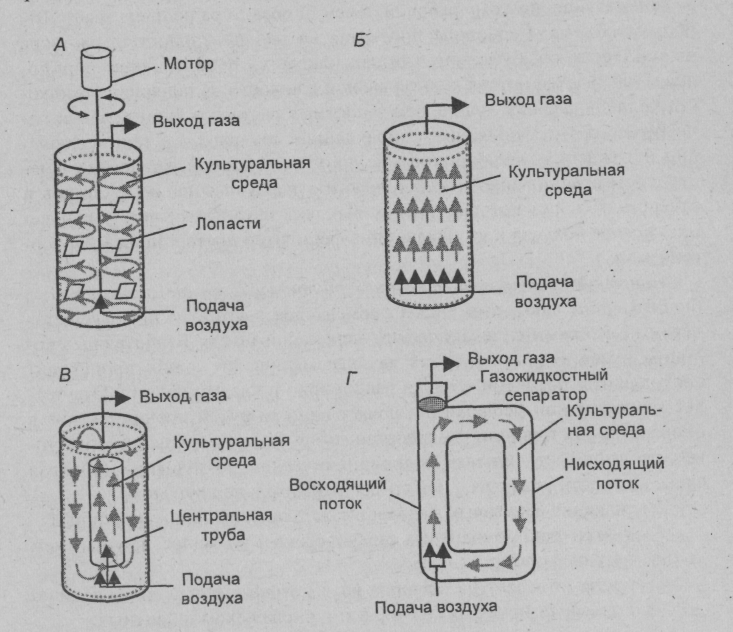 А
Мотор
Выход газа
Культуральная
среда
Лопасти
Подача
воздуха
Б
Выход газа
Культуральная
среда
Подача
воздуха
В
Выход газа
Культуральная
среда
Центральная
труба
Подача
воздуха
Г
Выход газа
Газожидкостный
сепаратор
Культураль-
ная среда
Нисходящий
поток
Восходящий
поток
Подача воздуха